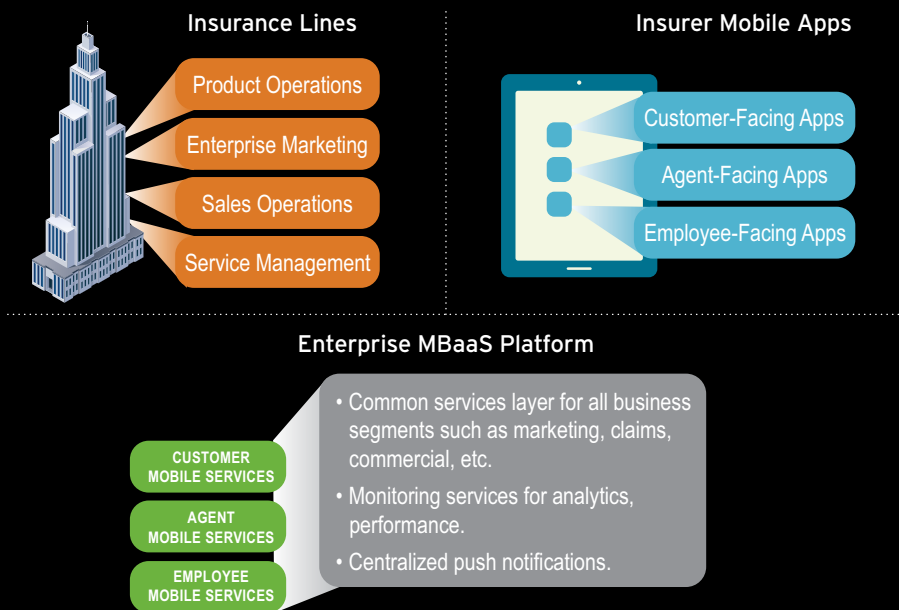 Insurance Lines
Product Operations
Enterprise Marketing
Sales Operations
Service Management
Insurer Mobile Apps
Customer-Facing Apps
Agent-Facing Apps
Employee-Facing Apps
Enterprise MBaaS Platform
CUSTOMER
MOBILE SERVICES
AGENT
MOBILE SERVICES
EMPLOYEE
MOBILE SERVICES
• Common services layer for all business
segments such as marketing, claims,
commercial, etc.
• Monitoring services for analytics,
performance.
• Centralized push notifications.